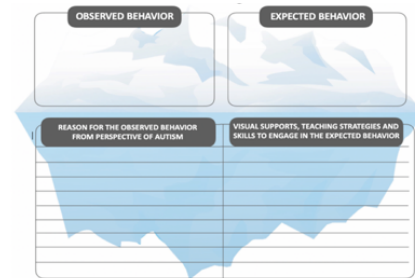 OBSERVED BEHAVIOR
EXPECTED BEHAVIOR
REASON FOR THE OBSERVED BEHAVIOR
FROM PERSPECTIVE OF AUTISM
VISUAL SUPPORTS, TEACHING STRATEGIES AND
SKILLS TO ENGAGE IN THE EXPECTED BEHAVIOR